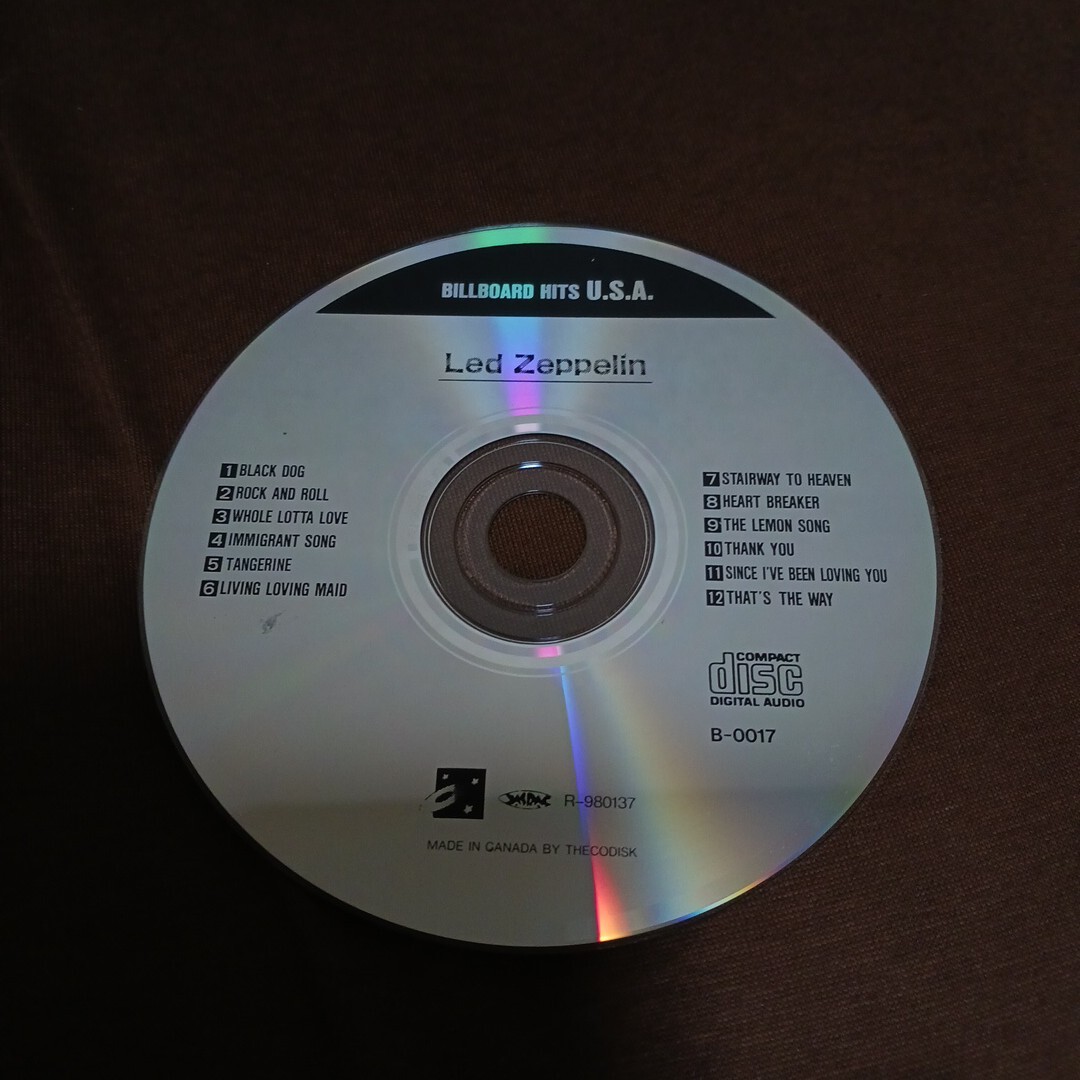 BILLBOARD HITS U.S.A.
Led Zeppelin
1 BLACK DOG
2 ROCK AND ROLL
3 WHOLE LOTTA LOVE
4 IMMIGRANT SONG
5 TANGERINE
6 LIVING LOVING MAID
7 STAIRWAY TO HEAVEN
8 HEART BREAKER
9 THE LEMON SONG
10 THANK YOU
11 SINCE I'VE BEEN LOVING YOU
12 THAT'S THE WAY
COMPACT
disc
DIGITAL AUDIO
B-0017
R-980137
MADE IN CANADA BY THECODISK